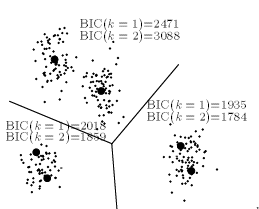 BIC(k = 1)=2471
BIC(k = 2)=3088
BIC(k = 1)=1935
BIC(k = 2)=1784
BIC(k = 1)=2018
BIC(k = 2)=1859